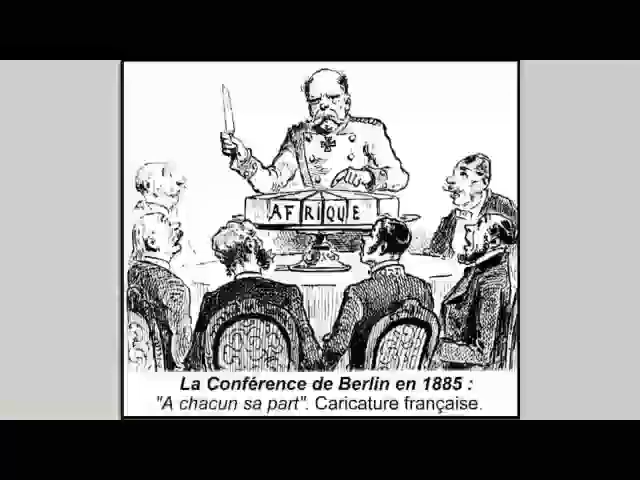 AFRIQUE
La Conférence de Berlin en 1885 :
"A chacun sa part". Caricature française.